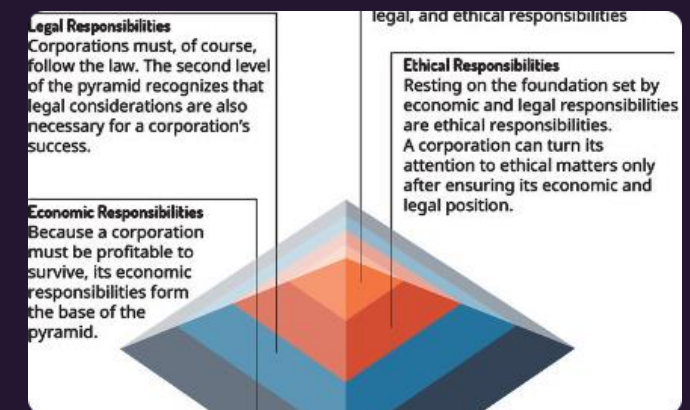 legal, and ethical responsibilities
Legal Responsibilities
Corporations must, of course,
follow the law. The second level
of the pyramid recognizes that
legal considerations are also
necessary for a corporation's
success.
Ethical Responsibilities
Resting on the foundation set by
economic and legal responsibilities
are ethical responsibilities.
A corporation can turn its
attention to ethical matters only
after ensuring its economic and
legal position.
Economic Responsibilities
Because a corporation
must be profitable to
survive, its economic
responsibilities form
the base of the
pyramid.